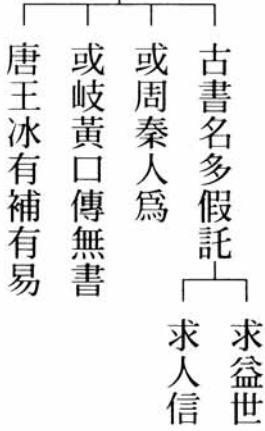 古書名多假託
求益世
求人信
或周秦人爲
或岐黃口傳無書
唐王冰有補有易